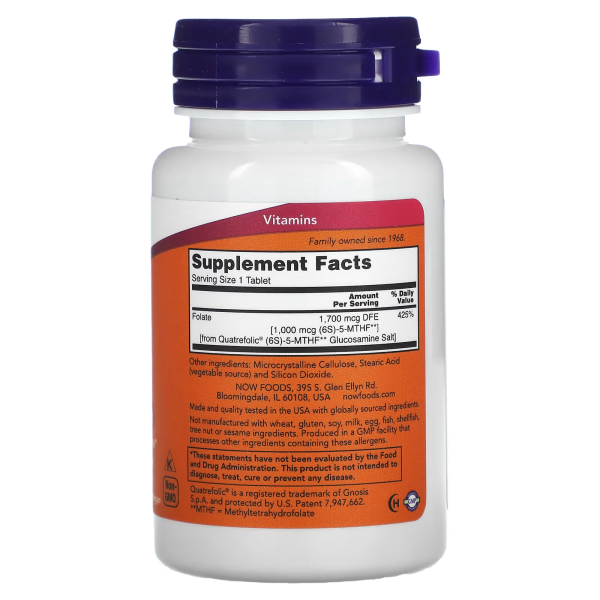 Vitamins
Family owned since 1968.
Supplement Facts
Serving Size 1 Tablet
Amount Per Serving
% Daily Value
Folate 1,700 mcg DFE 425%
[1,000 mcg (6S)-5-MTHF**]
[from Quatrefolic® (6S)-5-MTHF** Glucosamine Salt]
Other ingredients: Microcrystalline Cellulose, Stearic Acid
(vegetable source) and Silicon Dioxide.
NOW FOODS, 395 S. Glen Ellyn Rd.
Bloomingdale, IL 60108, USA nowfoods.com
Made and quality tested in the USA with globally sourced ingredients.
Not manufactured with wheat, gluten, soy, milk, egg, fish, shellfish,
tree nut or sesame ingredients. Produced in a GMP facility that
processes other ingredients containing these allergens.
*These statements have not been evaluated by the Food
and Drug Administration. This product is not intended to
diagnose, treat, cure or prevent any disease.
Non-
GMO
Quatrefolic® is a registered trademark of Gnosis
S.p.A. and protected by U.S. Patent 7,947,662.
**MTHF = Methyltetrahydrofolate